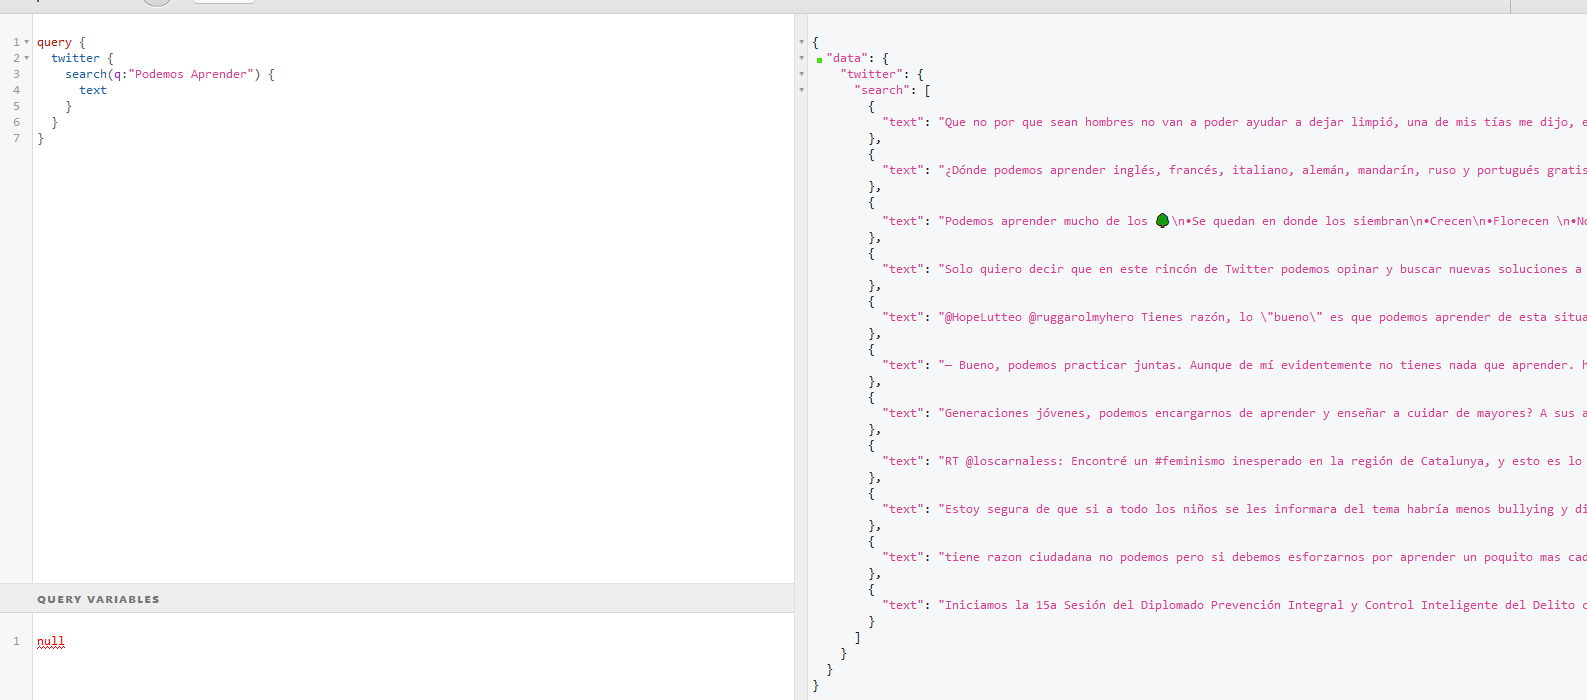 1 query {
2 twitter {
3 search(q:"Podemos Aprender") {
4 text
5 }
6 }
7 }
QUERY VARIABLES
1 null
{
"data": {
"twitter": {
"search": [
{
"text": "Que no por que sean hombres no van a poder ayudar a dejar limpió, una de mis tías me dijo, e
},
{
"text": "¿Dónde podemos aprender inglés, francés, italiano, alemán, mandarín, ruso y portugués gratis
},
{
"text": "Podemos aprender mucho de los 🌳\n•Se quedan en donde los siembran\n•Crecen\n•Florecen \n•No
},
{
"text": "Solo quiero decir que en este rincón de Twitter podemos opinar y buscar nuevas soluciones a
},
{
"text": "@HopeLutteo @ruggarolmyhero Tienes razón, lo \"bueno\" es que podemos aprender de esta situa
},
{
"text": "— Bueno, podemos practicar juntas. Aunque de mí evidentemente no tienes nada que aprender. h
},
{
"text": "Generaciones jóvenes, podemos encargarnos de aprender y enseñar a cuidar de mayores? A sus a
},
{
"text": "RT @loscarnaless: Encontré un #feminismo inesperado en la región de Catalunya, y esto es lo
},
{
"text": "Estoy segura de que si a todo los niños se les informara del tema habría menos bullying y di
},
{
"text": "tiene razon ciudadana no podemos pero si debemos esforzarnos por aprender un poquito mas cad
},
{
"text": "Iniciamos la 15a Sesión del Diplomado Prevención Integral y Control Inteligente del Delito c
}
]
}
}
}